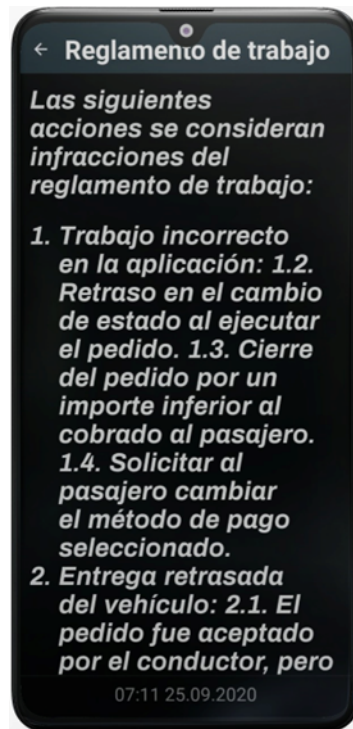 ← Reglamento de trabajo
Las siguientes
acciones se consideran
infracciones del
reglamento de trabajo:
1. Trabajo incorrecto
en la aplicación: 1.2.
Retraso en el cambio
de estado al ejecutar
el pedido. 1.3. Cierre
del pedido por un
importe inferior al
cobrado al pasajero.
1.4. Solicitar al
pasajero cambiar
el método de pago
seleccionado.
2. Entrega retrasada
del vehículo: 2.1. El
pedido fue aceptado
por el conductor, pero
07:11 25.09.2020